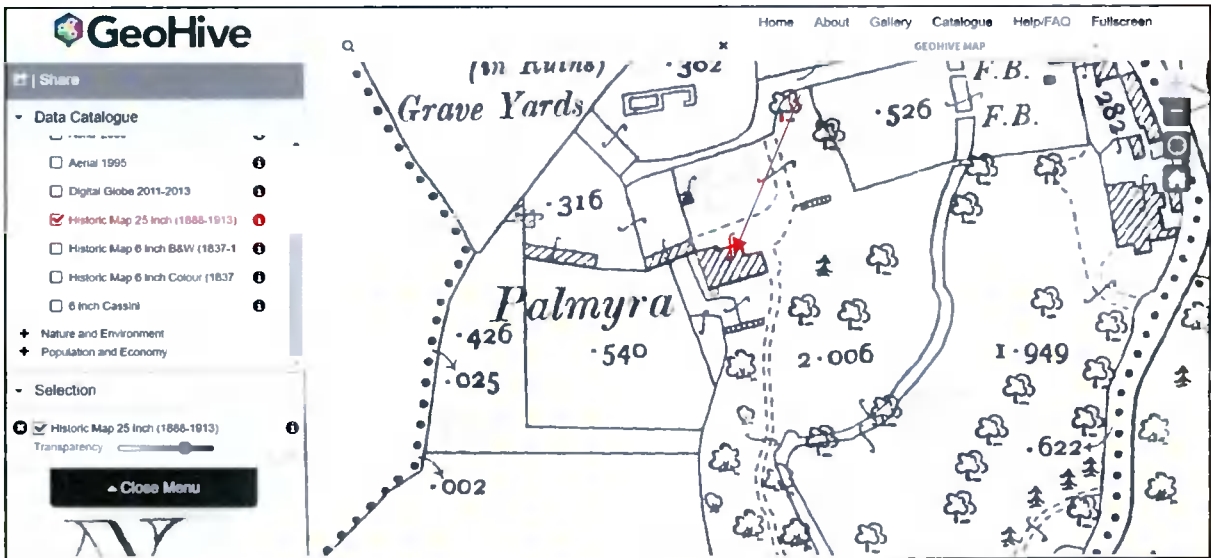 GeoHive
Home About Gallery Catalogue Help/FAQ Fullscreen
GEOHIVE MAP
| Share
Data Catalogue
Aerial 1995
Digital Globe 2011-2013
Historic Map 25 Inch (1888-1913)
Historic Map 6 Inch B&W (1837-1
Historic Map 6 Inch Colour (1837
6 Inch Cassini
Nature and Environment
Population and Economy
Selection
Historic Map 25 Inch (1888-1913)
Transparency
Close Menu
(in Ruins)
·362
Grave Yards
·526
F.B.
F.B.
·282
·316
Palmyra
·426
·540
2·006
1·949
·025
·622
·002